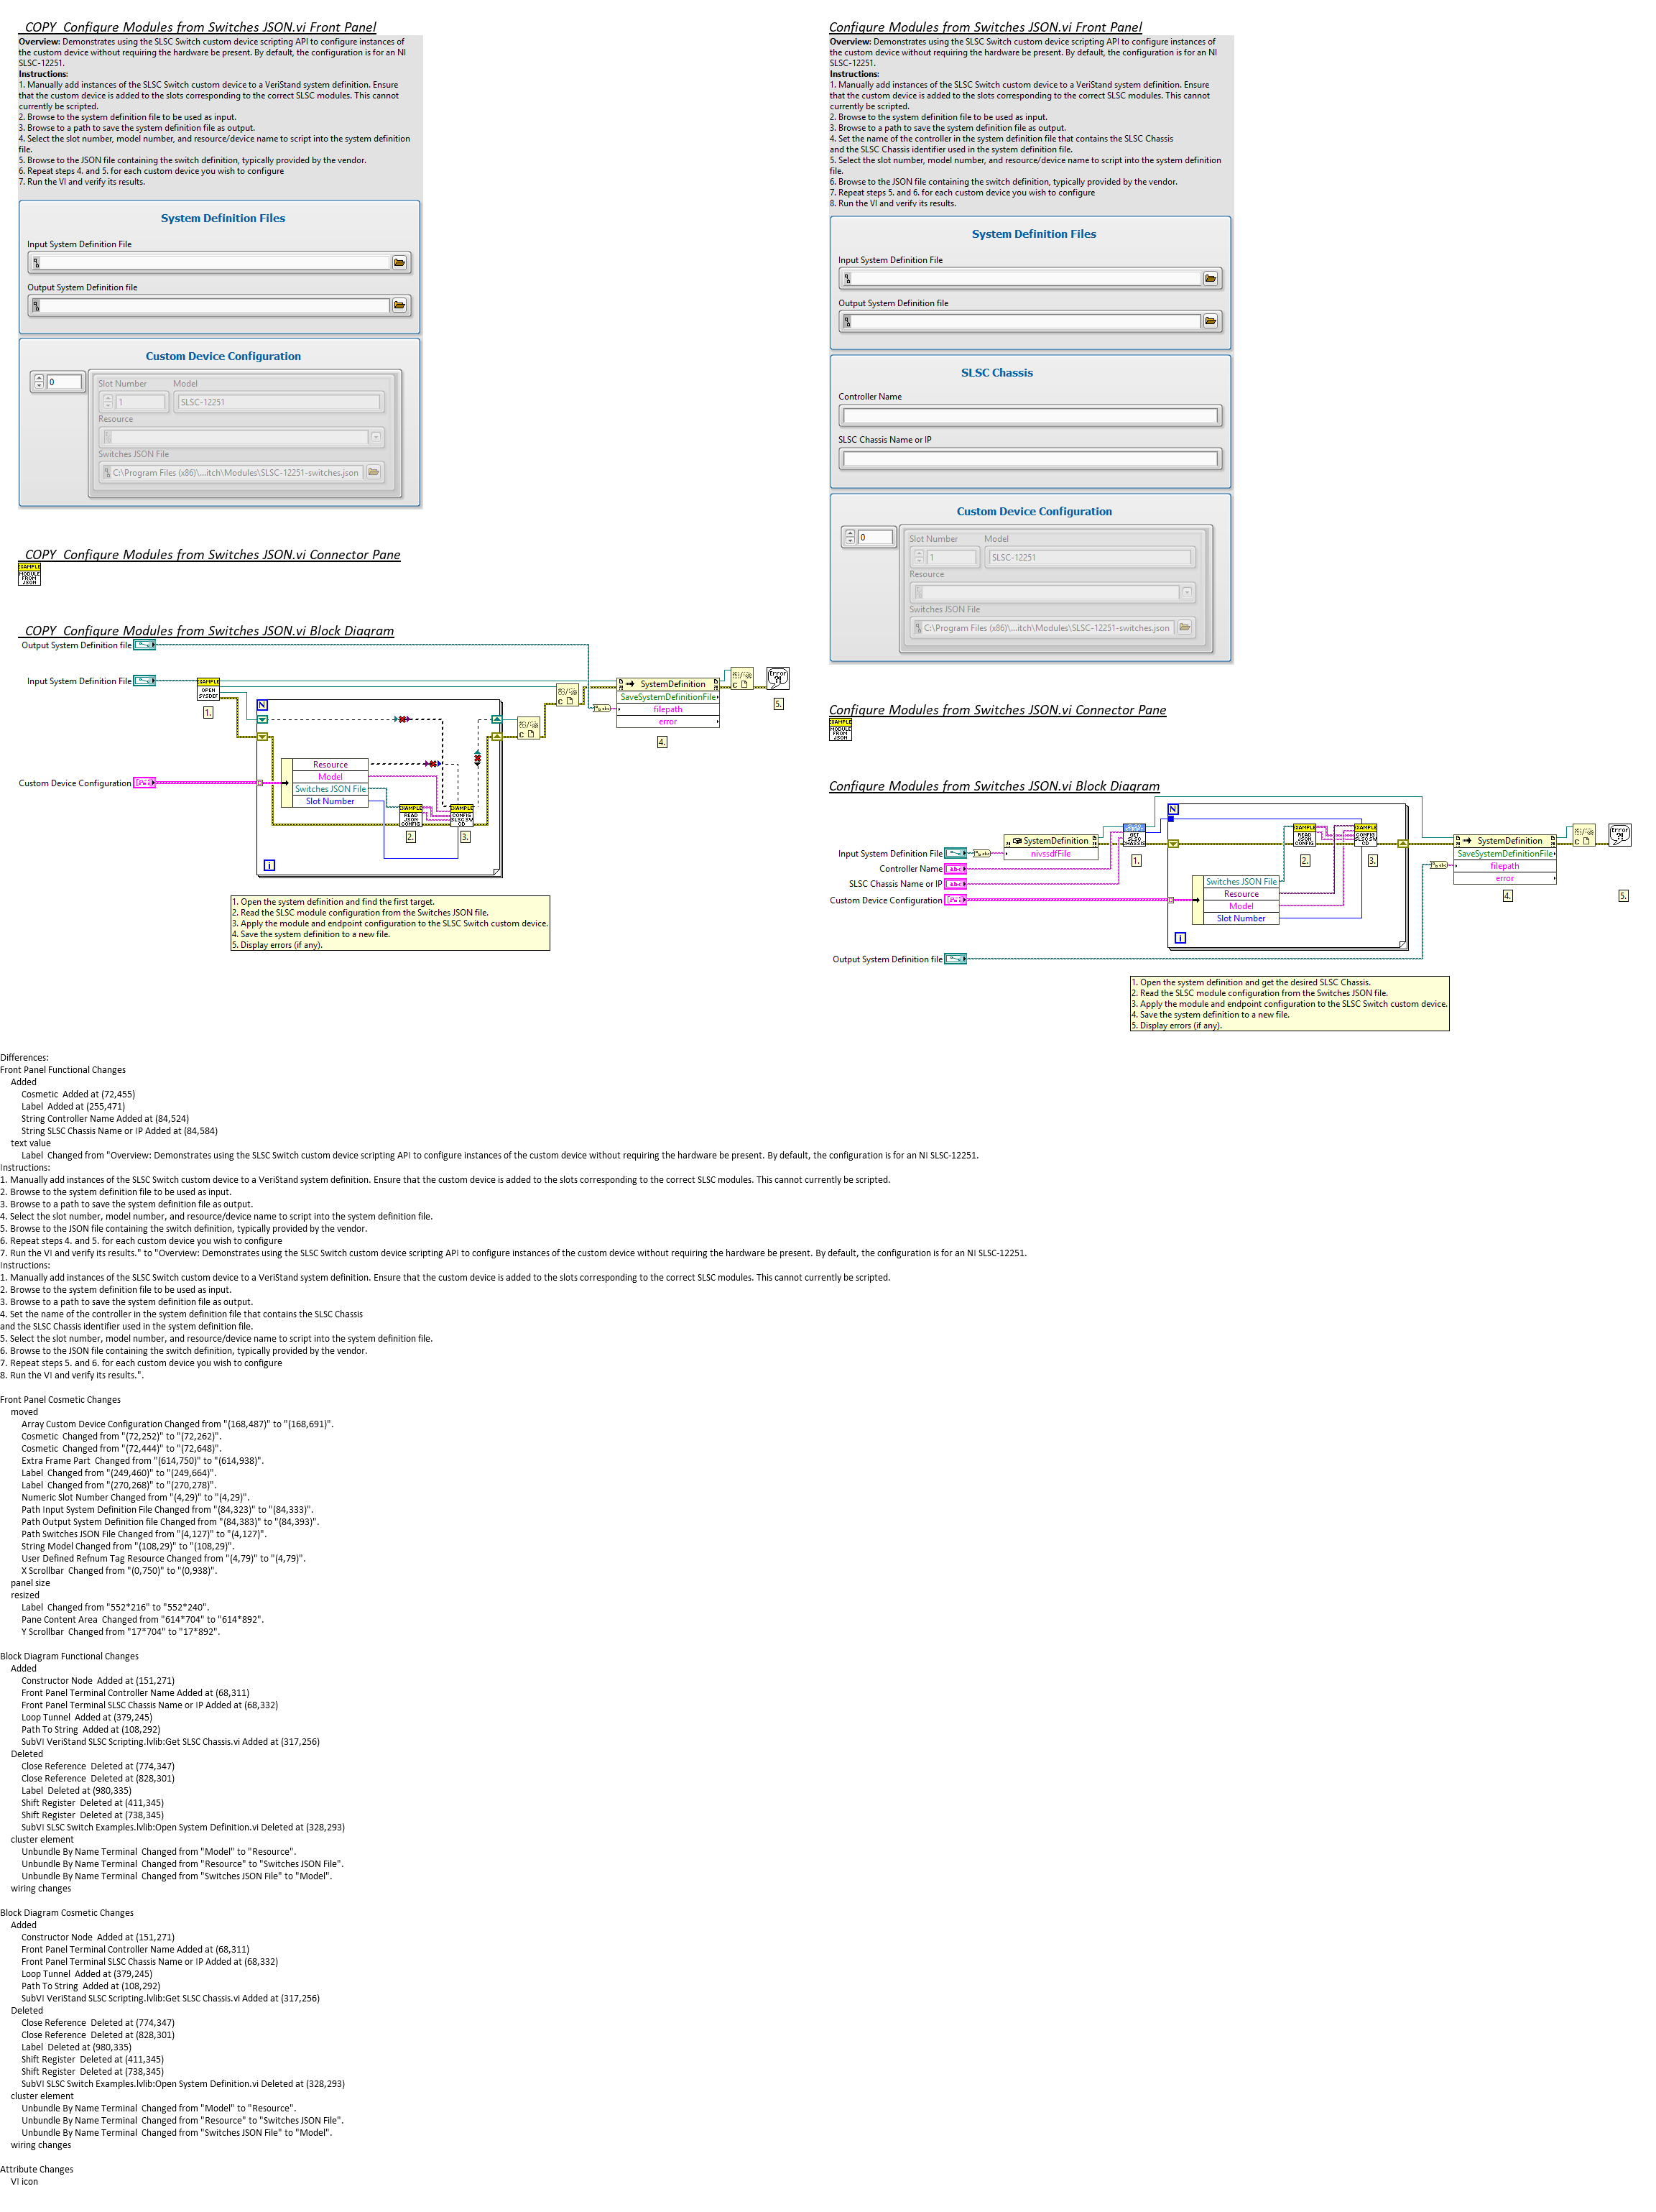 COPY  Configure Modules from Switches JSON.vi Front Panel
Overview: Demonstrates using the SLSC Switch custom device scripting API to configure instances of
the custom device without requiring the hardware be present. By default, the configuration is for an NI
SLSC-12251.
Instructions:
1. Manually add instances of the SLSC Switch custom device to a VeriStand system definition. Ensure
that the custom device is added to the slots corresponding to the correct SLSC modules. This cannot
currently be scripted.
2. Browse to the system definition file to be used as input.
3. Browse to a path to save the system definition file as output.
4. Select the slot number, model number, and resource/device name to script into the system definition
file.
5. Browse to the JSON file containing the switch definition, typically provided by the vendor.
6. Repeat steps 4. and 5. for each custom device you wish to configure
7. Run the VI and verify its results.
System Definition Files
Input System Definition File
Output System Definition file
Custom Device Configuration
0
Slot Number
Model
1
SLSC-12251
Resource
Switches JSON File
C:\Program Files (x86)\...itch\Modules\SLSC-12251-switches.json
COPY  Configure Modules from Switches JSON.vi Connector Pane
EXAMPLE
MODULE
FROM
JSON
COPY  Configure Modules from Switches JSON.vi Block Diagram
Output System Definition file
Input System Definition File
EXAMPLE
OPEN
SYSDEF
1.
N
Custom Device Configuration
Resource
Model
Switches JSON File
Slot Number
EXAMPLE
READ
JSON
CONFIG
2.
EXAMPLE
CONFIG
SLSC SW
CD
3.
i
SystemDefinition
SaveSystemDefinitionFile
filepath
error
4.
Error
?!
5.
1. Open the system definition and find the first target.
2. Read the SLSC module configuration from the Switches JSON file.
3. Apply the module and endpoint configuration to the SLSC Switch custom device.
4. Save the system definition to a new file.
5. Display errors (if any).
Configure Modules from Switches JSON.vi Front Panel
Overview: Demonstrates using the SLSC Switch custom device scripting API to configure instances of
the custom device without requiring the hardware be present. By default, the configuration is for an NI
SLSC-12251.
Instructions:
1. Manually add instances of the SLSC Switch custom device to a VeriStand system definition. Ensure
that the custom device is added to the slots corresponding to the correct SLSC modules. This cannot
currently be scripted.
2. Browse to the system definition file to be used as input.
3. Browse to a path to save the system definition file as output.
4. Set the name of the controller in the system definition file that contains the SLSC Chassis
and the SLSC Chassis identifier used in the system definition file.
5. Select the slot number, model number, and resource/device name to script into the system definition
file.
6. Browse to the JSON file containing the switch definition, typically provided by the vendor.
7. Repeat steps 5. and 6. for each custom device you wish to configure
8. Run the VI and verify its results.
System Definition Files
Input System Definition File
Output System Definition file
SLSC Chassis
Controller Name
SLSC Chassis Name or IP
Custom Device Configuration
0
Slot Number
Model
1
SLSC-12251
Resource
Switches JSON File
C:\Program Files (x86)\...itch\Modules\SLSC-12251-switches.json
Configure Modules from Switches JSON.vi Connector Pane
EXAMPLE
MODULE
FROM
JSON
Configure Modules from Switches JSON.vi Block Diagram
Input System Definition File
Controller Name
SLSC Chassis Name or IP
Custom Device Configuration
Output System Definition file
SystemDefinition
nivssdfFile
GET
SLSC
CHASSIS
1.
N
EXAMPLE
READ
JSON
CONFIG
2.
EXAMPLE
CONFIG
SLSC SW
CD
3.
Switches JSON File
Resource
Model
Slot Number
i
SystemDefinition
SaveSystemDefinitionFile
filepath
error
4.
Error
?!
5.
1. Open the system definition and get the desired SLSC Chassis.
2. Read the SLSC module configuration from the Switches JSON file.
3. Apply the module and endpoint configuration to the SLSC Switch custom device.
4. Save the system definition to a new file.
5. Display errors (if any).
Differences:
Front Panel Functional Changes
Added
Cosmetic  Added at (72,455)
Label  Added at (255,471)
String Controller Name Added at (84,524)
String SLSC Chassis Name or IP Added at (84,584)
text value
Label  Changed from "Overview: Demonstrates using the SLSC Switch custom device scripting API to configure instances of the custom device without requiring the hardware be present. By default, the configuration is for an NI SLSC-12251.
Instructions:
1. Manually add instances of the SLSC Switch custom device to a VeriStand system definition. Ensure that the custom device is added to the slots corresponding to the correct SLSC modules. This cannot currently be scripted.
2. Browse to the system definition file to be used as input.
3. Browse to a path to save the system definition file as output.
4. Select the slot number, model number, and resource/device name to script into the system definition file.
5. Browse to the JSON file containing the switch definition, typically provided by the vendor.
6. Repeat steps 4. and 5. for each custom device you wish to configure
7. Run the VI and verify its results." to "Overview: Demonstrates using the SLSC Switch custom device scripting API to configure instances of the custom device without requiring the hardware be present. By default, the configuration is for an NI SLSC-12251.
Instructions:
1. Manually add instances of the SLSC Switch custom device to a VeriStand system definition. Ensure that the custom device is added to the slots corresponding to the correct SLSC modules. This cannot currently be scripted.
2. Browse to the system definition file to be used as input.
3. Browse to a path to save the system definition file as output.
4. Set the name of the controller in the system definition file that contains the SLSC Chassis
and the SLSC Chassis identifier used in the system definition file.
5. Select the slot number, model number, and resource/device name to script into the system definition file.
6. Browse to the JSON file containing the switch definition, typically provided by the vendor.
7. Repeat steps 5. and 6. for each custom device you wish to configure
8. Run the VI and verify its results.".
Front Panel Cosmetic Changes
moved
Array Custom Device Configuration Changed from "(168,487)" to "(168,691)".
Cosmetic  Changed from "(72,252)" to "(72,262)".
Cosmetic  Changed from "(72,444)" to "(72,648)".
Extra Frame Part  Changed from "(614,750)" to "(614,938)".
Label  Changed from "(249,460)" to "(249,664)".
Label  Changed from "(270,268)" to "(270,278)".
Numeric Slot Number Changed from "(4,29)" to "(4,29)".
Path Input System Definition File Changed from "(84,323)" to "(84,333)".
Path Output System Definition file Changed from "(84,383)" to "(84,393)".
Path Switches JSON File Changed from "(4,127)" to "(4,127)".
String Model Changed from "(108,29)" to "(108,29)".
User Defined Refnum Tag Resource Changed from "(4,79)" to "(4,79)".
X Scrollbar  Changed from "(0,750)" to "(0,938)".
panel size
resized
Label  Changed from "552*216" to "552*240".
Pane Content Area  Changed from "614*704" to "614*892".
Y Scrollbar  Changed from "17*704" to "17*892".
Block Diagram Functional Changes
Added
Constructor Node  Added at (151,271)
Front Panel Terminal Controller Name Added at (68,311)
Front Panel Terminal SLSC Chassis Name or IP Added at (68,332)
Loop Tunnel  Added at (379,245)
Path To String  Added at (108,292)
SubVI VeriStand SLSC Scripting.lvlib:Get SLSC Chassis.vi Added at (317,256)
Deleted
Close Reference  Deleted at (774,347)
Close Reference  Deleted at (828,301)
Label  Deleted at (980,335)
Shift Register  Deleted at (411,345)
Shift Register  Deleted at (738,345)
SubVI SLSC Switch Examples.lvlib:Open System Definition.vi Deleted at (328,293)
cluster element
Unbundle By Name Terminal  Changed from "Model" to "Resource".
Unbundle By Name Terminal  Changed from "Resource" to "Switches JSON File".
Unbundle By Name Terminal  Changed from "Switches JSON File" to "Model".
wiring changes
Block Diagram Cosmetic Changes
Added
Constructor Node  Added at (151,271)
Front Panel Terminal Controller Name Added at (68,311)
Front Panel Terminal SLSC Chassis Name or IP Added at (68,332)
Loop Tunnel  Added at (379,245)
Path To String  Added at (108,292)
SubVI VeriStand SLSC Scripting.lvlib:Get SLSC Chassis.vi Added at (317,256)
Deleted
Close Reference  Deleted at (774,347)
Close Reference  Deleted at (828,301)
Label  Deleted at (980,335)
Shift Register  Deleted at (411,345)
Shift Register  Deleted at (738,345)
SubVI SLSC Switch Examples.lvlib:Open System Definition.vi Deleted at (328,293)
cluster element
Unbundle By Name Terminal  Changed from "Model" to "Resource".
Unbundle By Name Terminal  Changed from "Resource" to "Switches JSON File".
Unbundle By Name Terminal  Changed from "Switches JSON File" to "Model".
wiring changes
Attribute Changes
VI icon